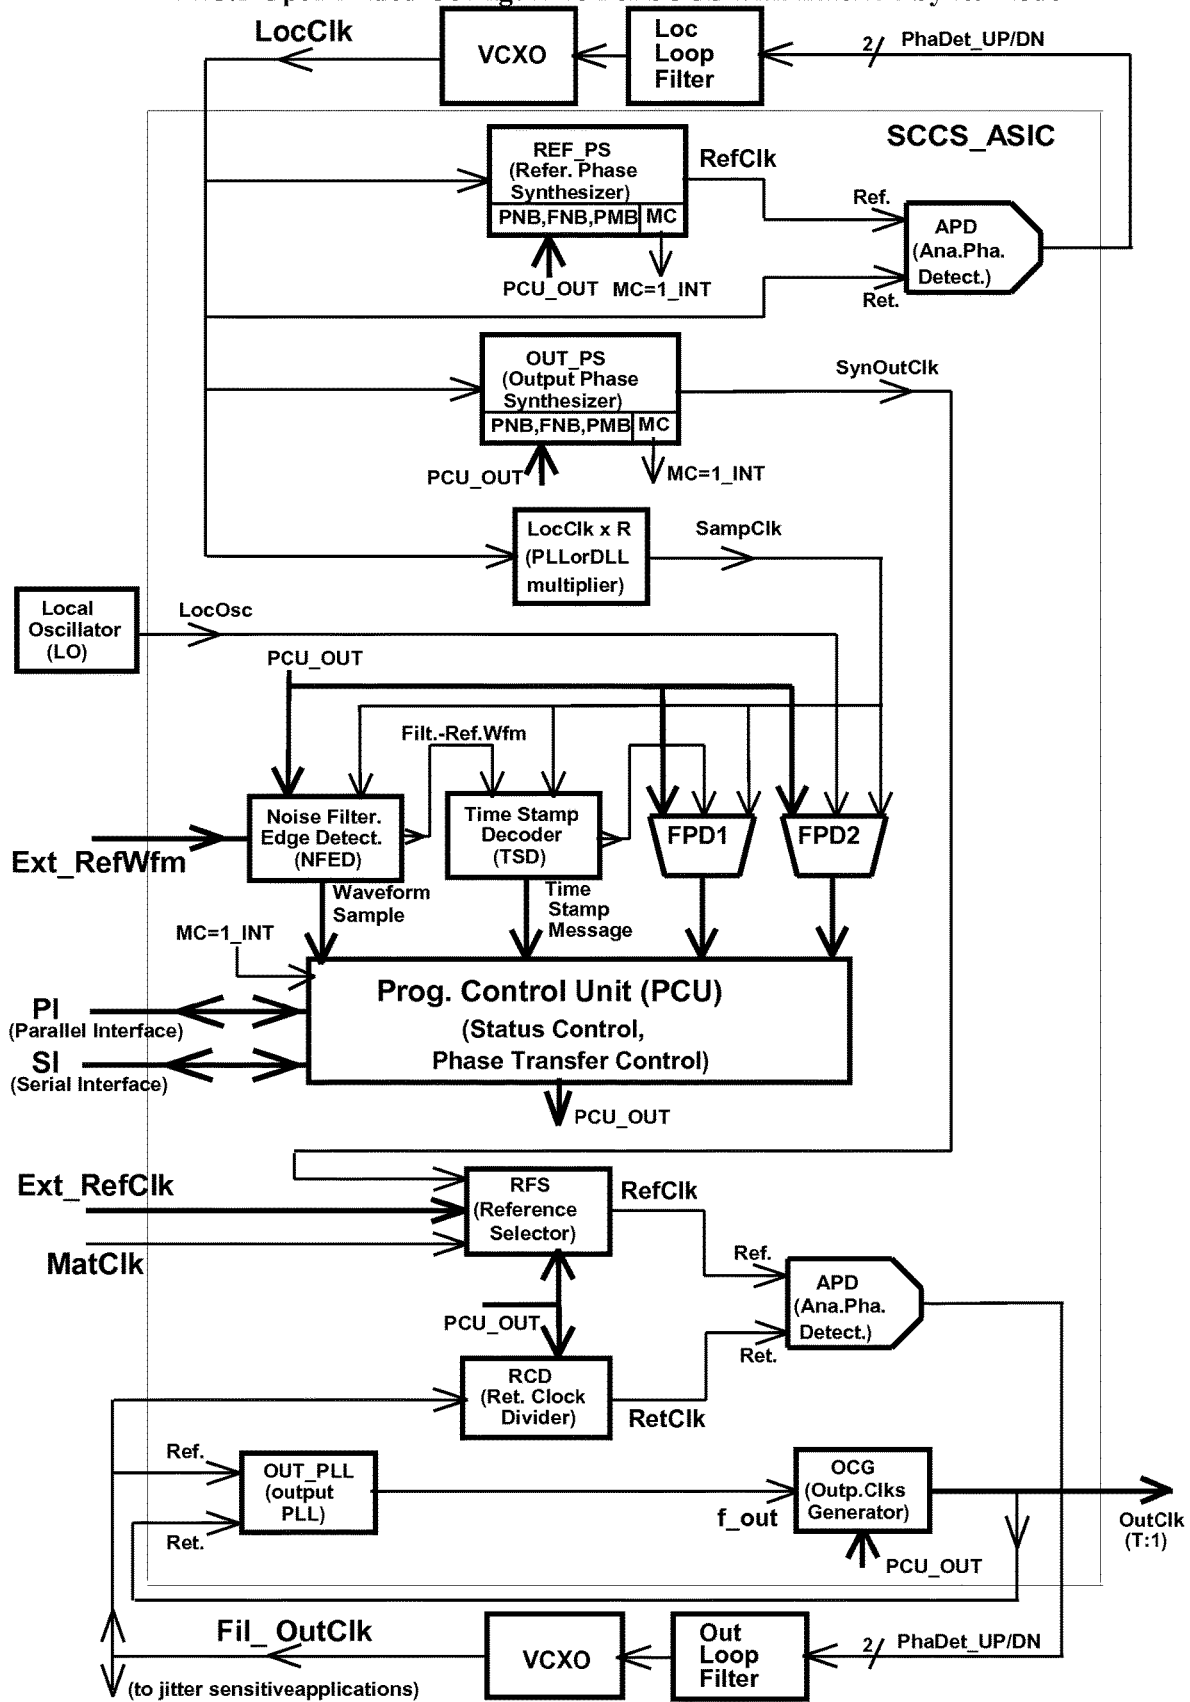 LocClk
VCXO
Loc
Loop
Filter
2
PhaDet_UP/DN
SCCS_ASIC
REF_PS
(Refer. Phase
Synthesizer)
PNB,FNB,PMB
MC
RefClk
PCU_OUT
MC=1_INT
Ref.
APD
(Ana.Pha.
Detect.)
Ret.
OUT_PS
(Output Phase
Synthesizer)
PNB,FNB,PMB
MC
SynOutClk
PCU_OUT
MC=1_INT
LocClk x R
(PLLorDLL
multiplier)
SampClk
Local
Oscillator
(LO)
LocOsc
PCU_OUT
Filt.-Ref.Wfm
Noise Filter.
Edge Detect.
(NFED)
Time Stamp
Decoder
(TSD)
FPD1
FPD2
Ext_RefWfm
Waveform
Sample
Time
Stamp
Message
MC=1_INT
Prog. Control Unit (PCU)
(Status Control,
Phase Transfer Control)
PI
(Parallel Interface)
SI
(Serial Interface)
PCU_OUT
Ext_RefClk
MatClk
RFS
(Reference
Selector)
RefClk
Ref.
APD
(Ana.Pha.
Detect.)
Ret.
PCU_OUT
RCD
(Ret. Clock
Divider)
RetClk
Ref.
OUT_PLL
(output
PLL)
Ret.
f_out
OCG
(Outp.Clks
Generator)
PCU_OUT
OutClk
(T:1)
Fil_ OutClk
VCXO
Out
Loop
Filter
2
PhaDet_UP/DN
(to jitter sensitiveapplications)